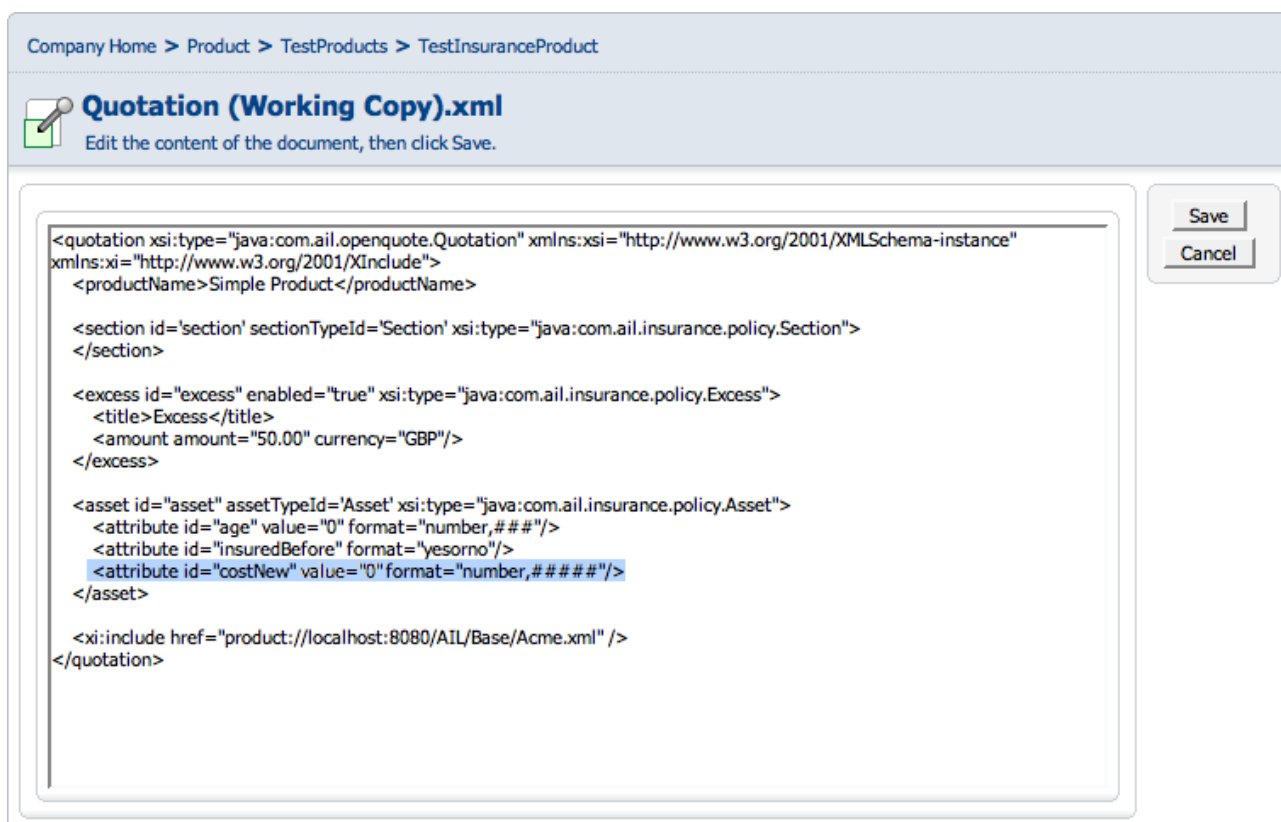 Company Home > Product > TestProducts > TestInsuranceProduct
Quotation (Working Copy).xml
Edit the content of the document, then click Save.
Save
Cancel
<quotation xsi:type="java:com.ail.openquote.Quotation" xmlns:xsi="http://www.w3.org/2001/XMLSchema-instance"
xmlns:xi="http://www.w3.org/2001/XInclude">
<productName>Simple Product</productName>
<section id='section' sectionTypeId='Section' xsi:type="java:com.ail.insurance.policy.Section">
</section>
<excess id="excess" enabled="true" xsi:type="java:com.ail.insurance.policy.Excess">
<title>Excess</title>
<amount amount="50.00" currency="GBP"/>
</excess>
<asset id="asset" assetTypeId='Asset' xsi:type="java:com.ail.insurance.policy.Asset">
<attribute id="age" value="0" format="number,###"/>
<attribute id="insuredBefore" format="yesorno"/>
<attribute id="costNew" value="0" format="number,#####"/>
</asset>
<xi:include href="product://localhost:8080/AIL/Base/Acme.xml" />
</quotation>